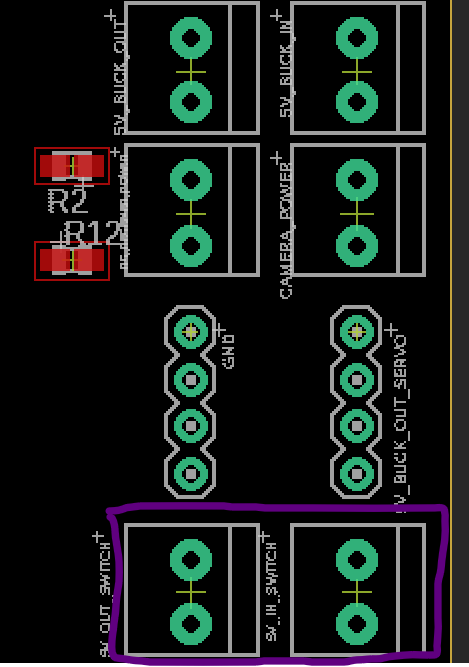 5V_BUCK_OUT
5V_BUCK_IN
R2
R12
CAMERA_POWER
GND
5V_BUCK_OUT_SERVO
5V_OUT_SWITCH
5V_IN_SWITCH